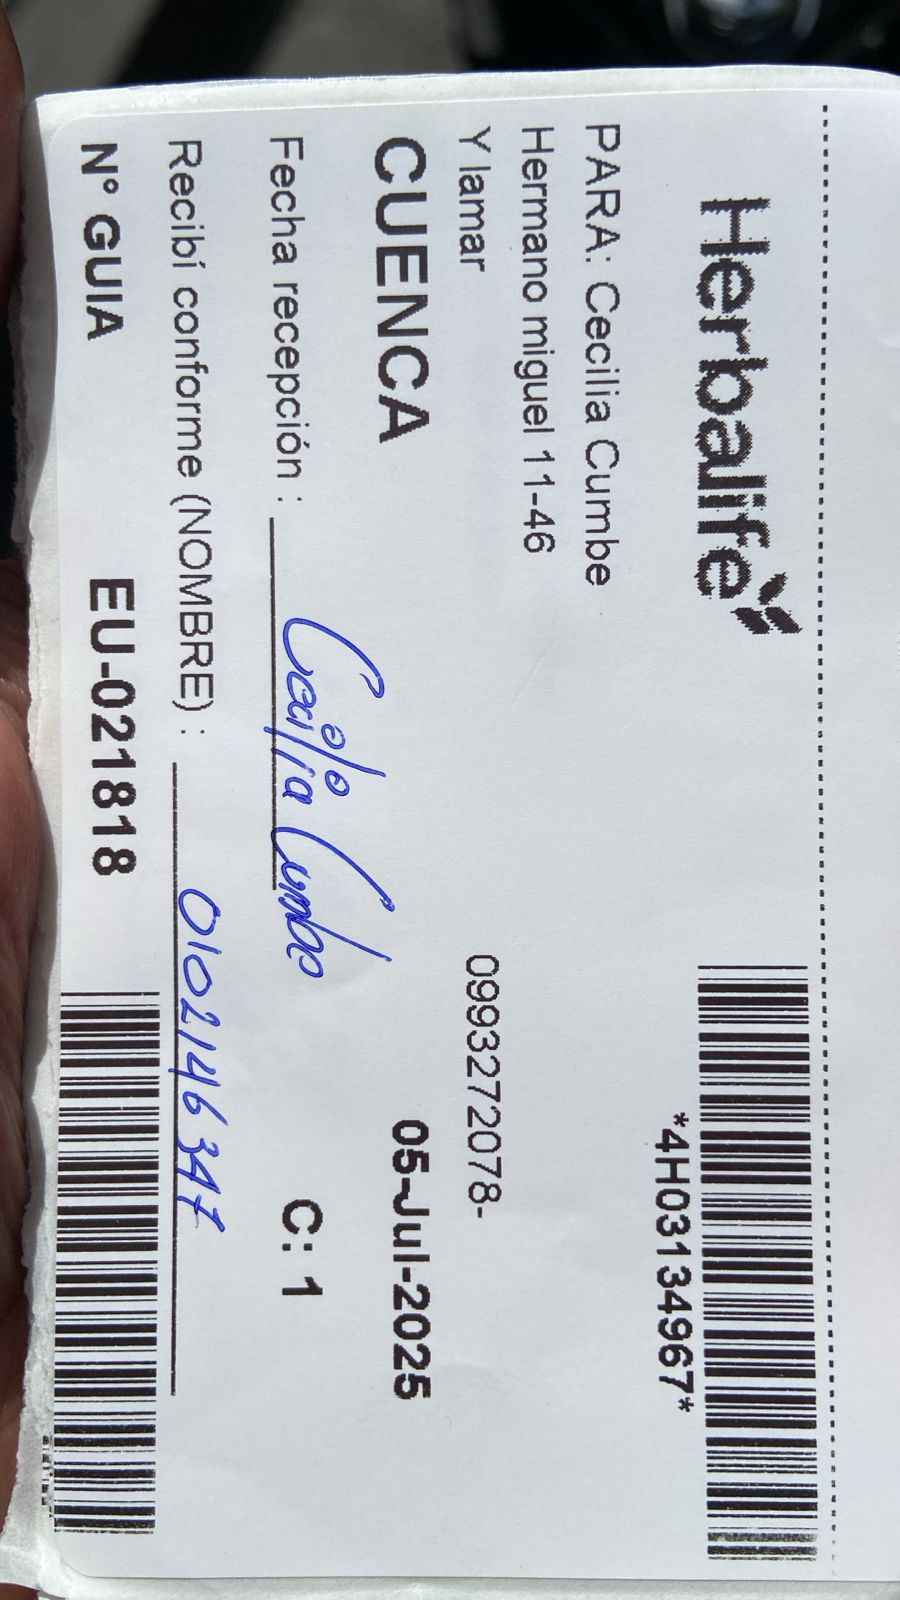 Herbalife
*4H03134967*
PARA: Cecilia Cumbe
Hermano miguel 11-46
Y lamar
0993272078-
CUENCA
05-Jul-2025
Fecha recepción : Cecilia Cumbe
C: 1
Recibí conforme (NOMBRE) : 0102146347
N° GUIA
EU-021818